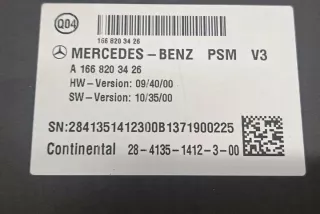 Q04
166 820 34 26
MERCEDES-BENZ PSM V3
A 166 820 34 26
HW-Version: 09/40/00
SW-Version: 10/35/00
SN:2841351412300B1371900225
Continental 28-4135-1412-3-00